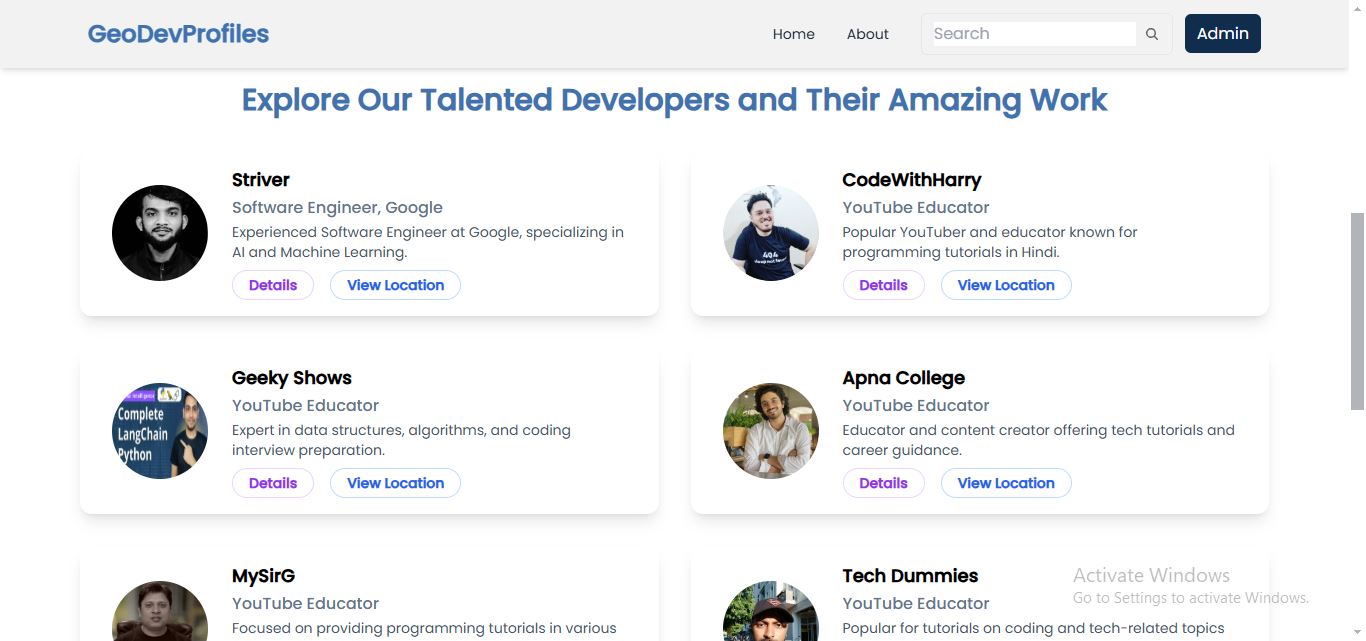 GeoDevProfiles
Home
About
Search
Admin
Explore Our Talented Developers and Their Amazing Work
Striver
Software Engineer, Google
Experienced Software Engineer at Google, specializing in
AI and Machine Learning.
Details
View Location
CodeWithHarry
YouTube Educator
Popular YouTuber and educator known for
programming tutorials in Hindi.
Details
View Location
404
Geeky Shows
YouTube Educator
Expert in data structures, algorithms, and coding
interview preparation.
Details
View Location
Complete
LangChain
Python
Apna College
YouTube Educator
Educator and content creator offering tech tutorials and
career guidance.
Details
View Location
MySirG
YouTube Educator
Focused on providing programming tutorials in various
Tech Dummies
YouTube Educator
Popular for tutorials on coding and tech-related topics
Activate Windows
Go to Settings to activate Windows.